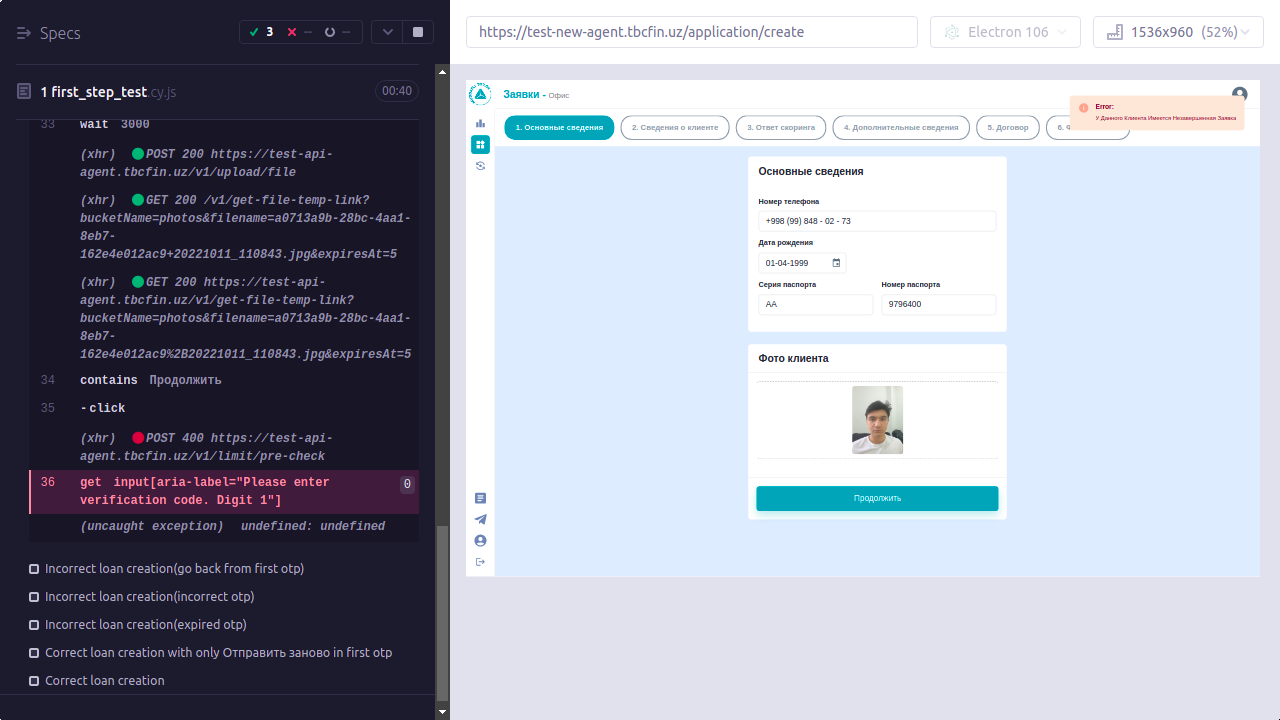 Specs
3
--
--
https://test-new-agent.tbcfin.uz/application/create
Electron 106
1536x960 (52%)
1 first_step_test.cy.js
00:40
33 wait 3000
(xhr) POST 200 https://test-api-
agent.tbcfin.uz/v1/upload/file
(xhr) GET 200 /v1/get-file-temp-link?
bucketName=photos&filename=a0713a9b-28bc-4aa1-
8eb7-
162e4e012ac9+20221011_110843.jpg&expiresAt=5
(xhr) GET 200 https://test-api-
agent.tbcfin.uz/v1/get-file-temp-link?
bucketName=photos&filename=a0713a9b-28bc-4aa1-
8eb7-
162e4e012ac9%2B20221011_110843.jpg&expiresAt=5
34 contains Продолжить
35 -click
(xhr) POST 400 https://test-api-
agent.tbcfin.uz/v1/limit/pre-check
36 get input[aria-label="Please enter
verification code. Digit 1"] 0
(uncaught exception) undefined: undefined
Incorrect loan creation(go back from first otp)
Incorrect loan creation(incorrect otp)
Incorrect loan creation(expired otp)
Correct loan creation with only Отправить заново in first otp
Correct loan creation
Заявки - Офис
Error:
У Данного Клиента Имеется Незавершенная Заявка
1. Основные сведения
2. Сведения о клиенте
3. Ответ скоринга
4. Дополнительные сведения
5. Договор
6.
Основные сведения
Номер телефона
+998 (99) 848 - 02 - 73
Дата рождения
01-04-1999
Серия паспорта Номер паспорта
AA 9796400
Фото клиента
Продолжить